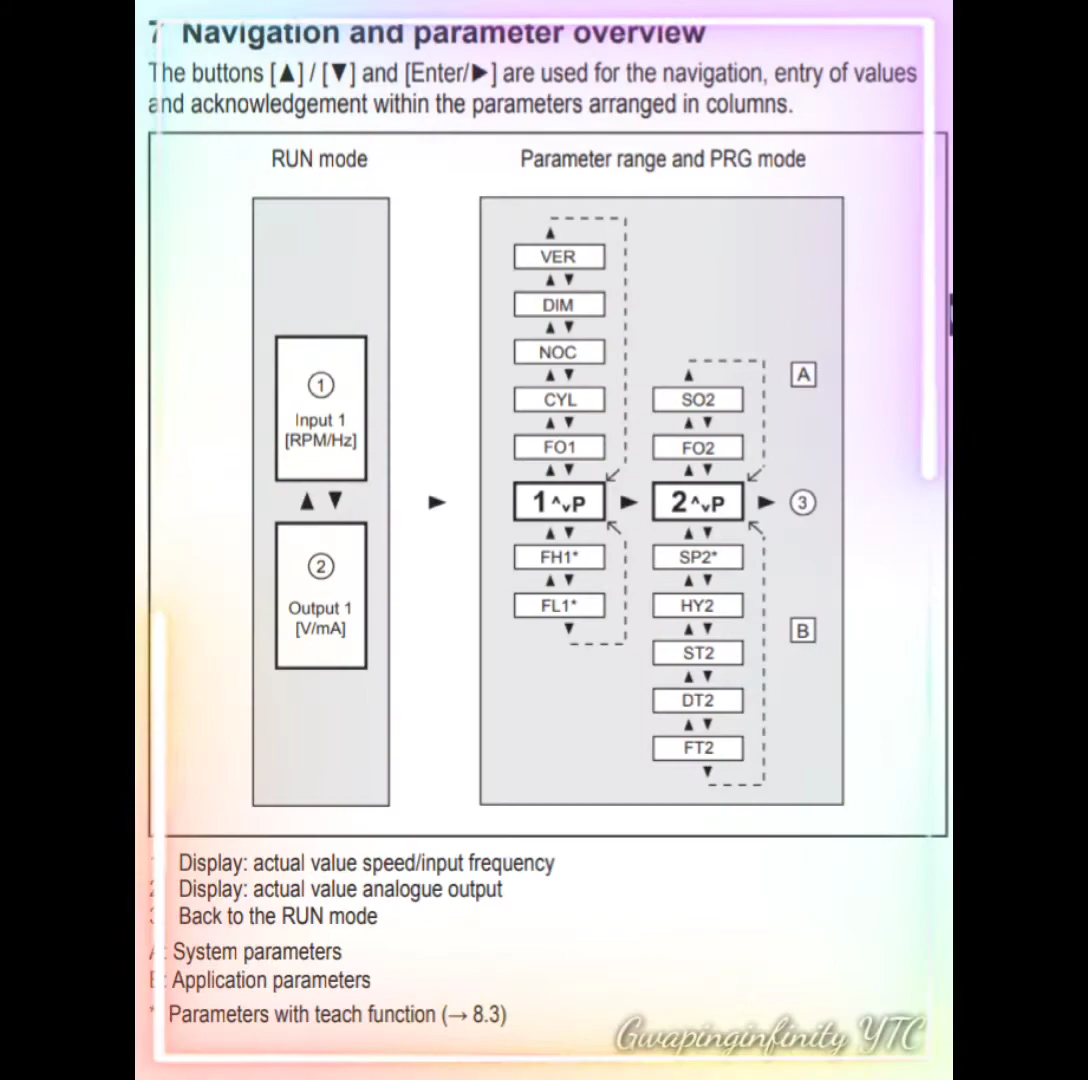 7 Navigation and parameter overview
The buttons [▲] / [▼] and [Enter/►] are used for the navigation, entry of values
and acknowledgement within the parameters arranged in columns.
RUN mode
Parameter range and PRG mode
VER
DIM
NOC
CYL
FO1
1^vP
FH1*
FL1*
SO2
FO2
2^vP
SP2*
HY2
ST2
DT2
FT2
A
3
B
1
Input 1
[RPM/Hz]
2
Output 1
[V/mA]
1 Display: actual value speed/input frequency
2 Display: actual value analogue output
3 Back to the RUN mode
A: System parameters
B: Application parameters
* Parameters with teach function (→ 8.3)
Gwapinginfinity YTC